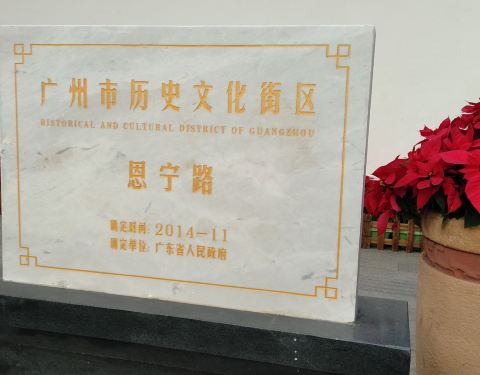 广州市历史文化街区
HISTORICAL AND CULTURAL DISTRICT OF GUANGZHOU
恩宁路
确定时间: 2014-11
确定单位: 广东省人民政府